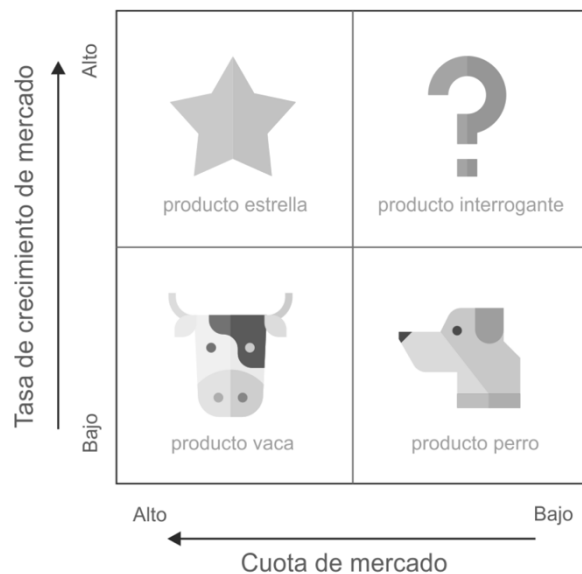 Tasa de crecimiento de mercado
Alto
Bajo
producto estrella
producto interrogante
producto vaca
producto perro
Alto
Bajo
Cuota de mercado